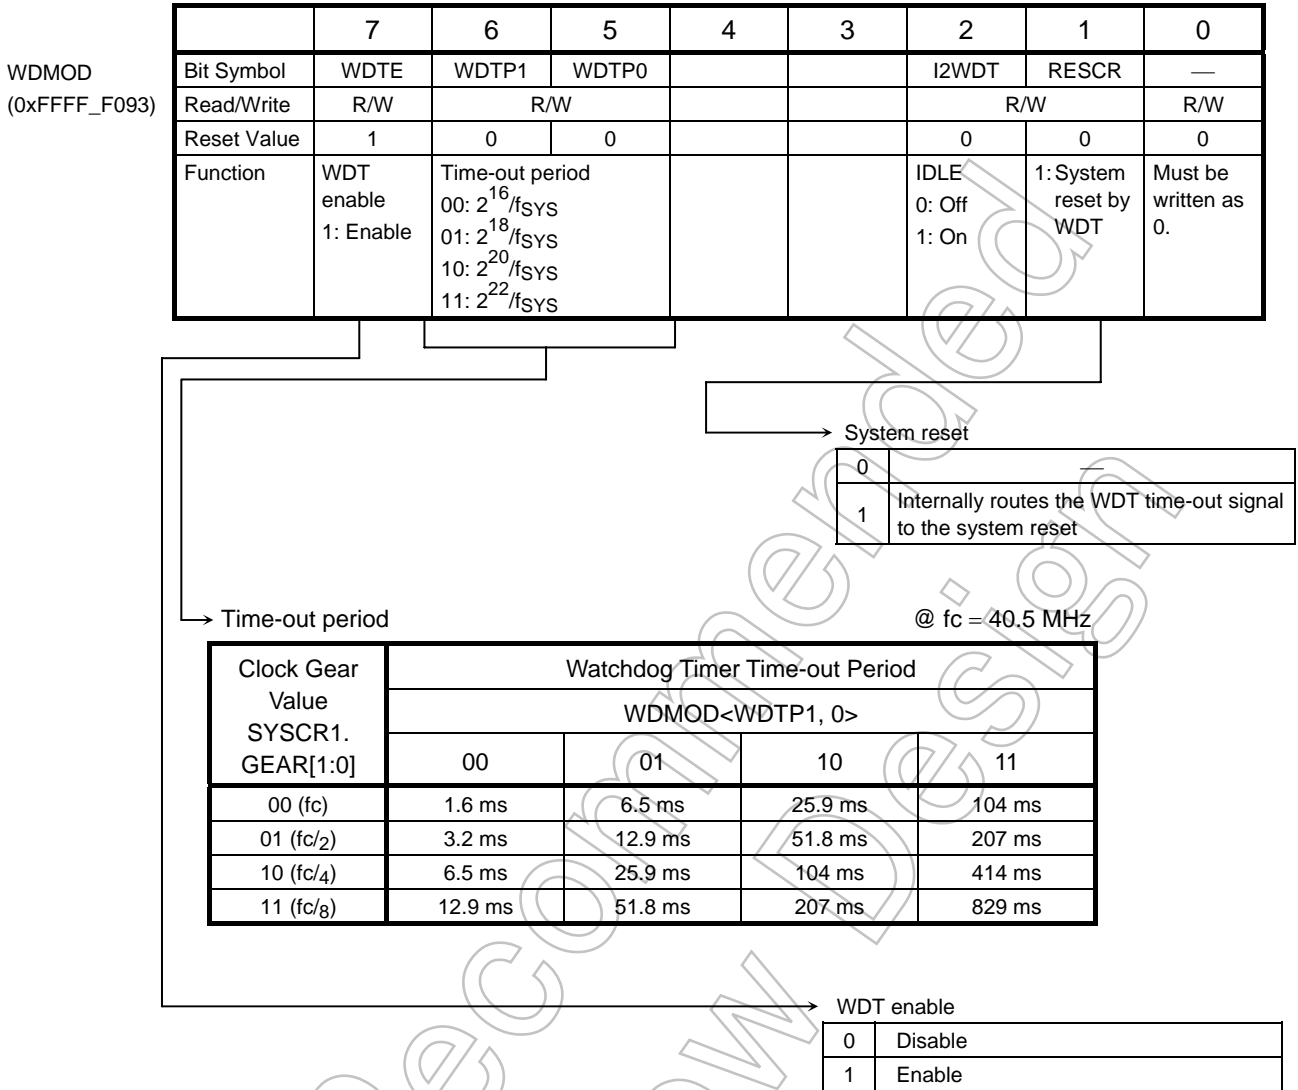 7 6 5 4 3 2 1 0
WDMOD
(0xFFFF_F093)
Bit Symbol WDTE WDTP1 WDTP0 I2WDT RESCR —
Read/Write R/W R/W R/W R/W
Reset Value 1 0 0 0 0 0
Function
WDT
enable
1: Enable
Time-out period
00: 2^16/fSYS
01: 2^18/fSYS
10: 2^20/fSYS
11: 2^22/fSYS
IDLE
0: Off
1: On
1: System
reset by
WDT
Must be
written as
0.
System reset
0 —
1 Internally routes the WDT time-out signal
to the system reset
Time-out period @ fc = 40.5 MHz
Clock Gear
Value
SYSCR1.
GEAR[1:0]
Watchdog Timer Time-out Period
WDMOD<WDTP1, 0>
00 01 10 11
00 (fc) 1.6 ms 6.5 ms 25.9 ms 104 ms
01 (fc/2) 3.2 ms 12.9 ms 51.8 ms 207 ms
10 (fc/4) 6.5 ms 25.9 ms 104 ms 414 ms
11 (fc/8) 12.9 ms 51.8 ms 207 ms 829 ms
WDT enable
0 Disable
1 Enable
ecommended
w Design